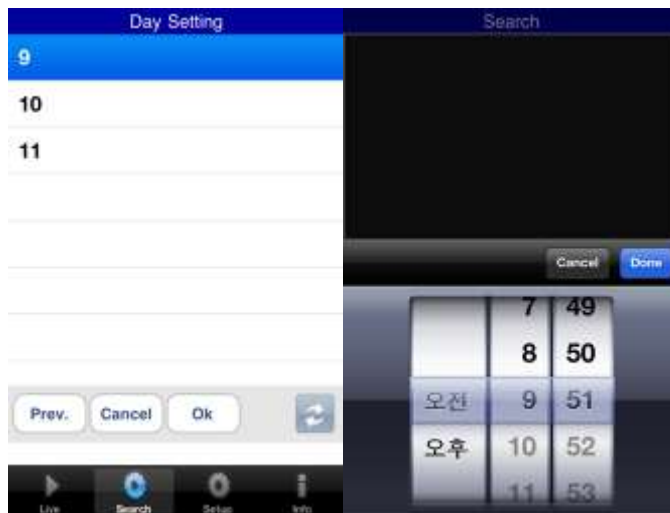 Day Setting
9
10
11
Prev. Cancel Ok
Live Search Setup Info
Search
Cancel Done
7 49
8 50
오전 9 51
오후 10 52
11 53